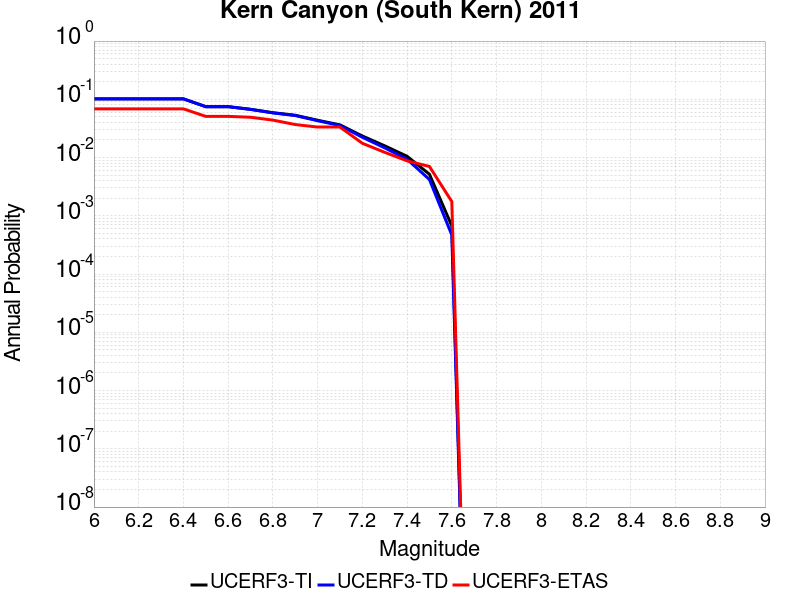 Kern Canyon (South Kern) 2011
10^0
10^-1
10^-2
10^-3
10^-4
10^-5
10^-6
10^-7
10^-8
Annual Probability
6 6.2 6.4 6.6 6.8 7 7.2 7.4 7.6 7.8 8 8.2 8.4 8.6 8.8 9
Magnitude
UCERF3-TI UCERF3-TD UCERF3-ETAS